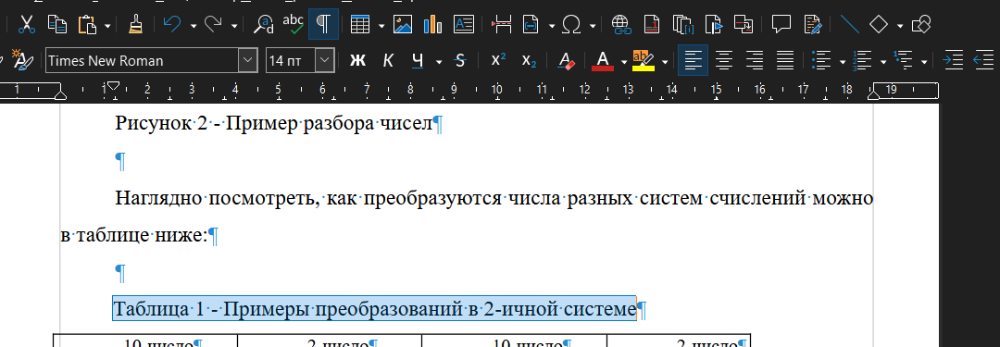 abc ¶ Ω
Times New Roman 14 пт Ж К Ч S x² x₂ A A ab
1 1 2 3 4 5 6 7 8 9 10 11 12 13 14 15 16 17 18 19
Рисунок 2 - Пример разбора чисел¶
¶
Наглядно посмотреть, как преобразуются числа разных систем счислений можно
в таблице ниже:¶
¶
Таблица 1 - Примеры преобразований в 2-ичной системе¶
10 число¶ 2 число¶ 10 число¶ 2 число¶